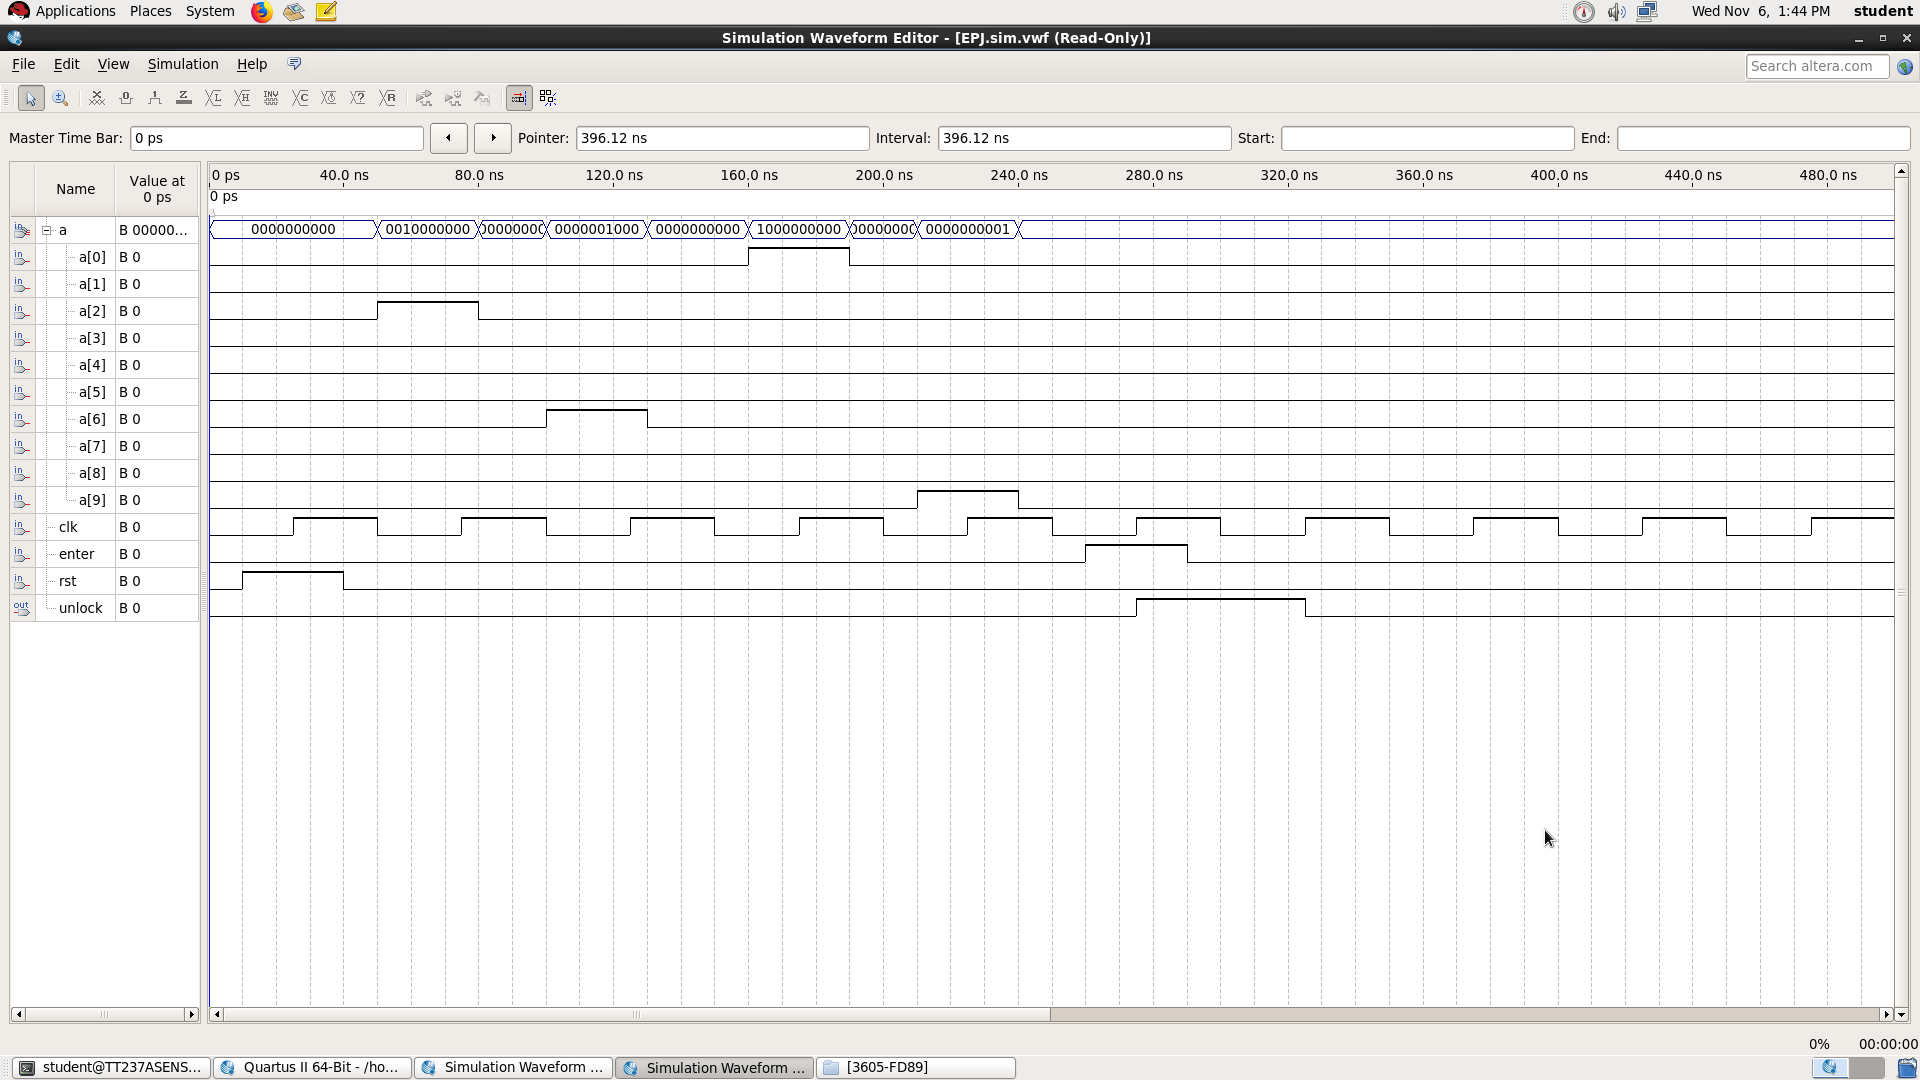 Applications Places System Wed Nov 6, 1:44 PM student
Simulation Waveform Editor - [EPJ.sim.vwf (Read-Only)]
File Edit View Simulation Help Search altera.com
Master Time Bar: 0 ps Pointer: 396.12 ns Interval: 396.12 ns Start: End:
Name Value at 0 ps
0 ps 40.0 ns 80.0 ns 120.0 ns 160.0 ns 200.0 ns 240.0 ns 280.0 ns 320.0 ns 360.0 ns 400.0 ns 440.0 ns 480.0 ns
0 ps
a B 00000... 0000000000 0010000000 0000001000 0000000000 1000000000 0000000001
a[0] B 0
a[1] B 0
a[2] B 0
a[3] B 0
a[4] B 0
a[5] B 0
a[6] B 0
a[7] B 0
a[8] B 0
a[9] B 0
clk B 0
enter B 0
rst B 0
unlock B 0
0% 00:00:00
student@TT237ASENS... Quartus II 64-Bit - /ho... Simulation Waveform ... Simulation Waveform ... [3605-FD89]